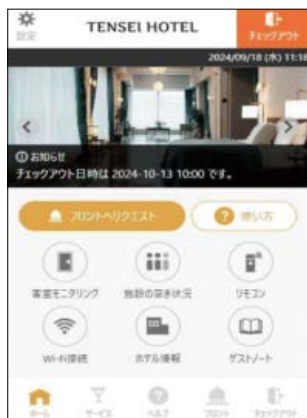 設定
TENSEI HOTEL
チェックアウト
2024/09/18 (水) 11:18
お知らせ
チェックアウト日時は 2024-10-13 10:00 です。
フロントへリクエスト
使い方
客室モニタリング
施設の空き状況
リモコン
Wi-Fi接続
ホテル情報
ゲストノート
ホーム
サービス
ヘルプ
フロント
チェックアウト